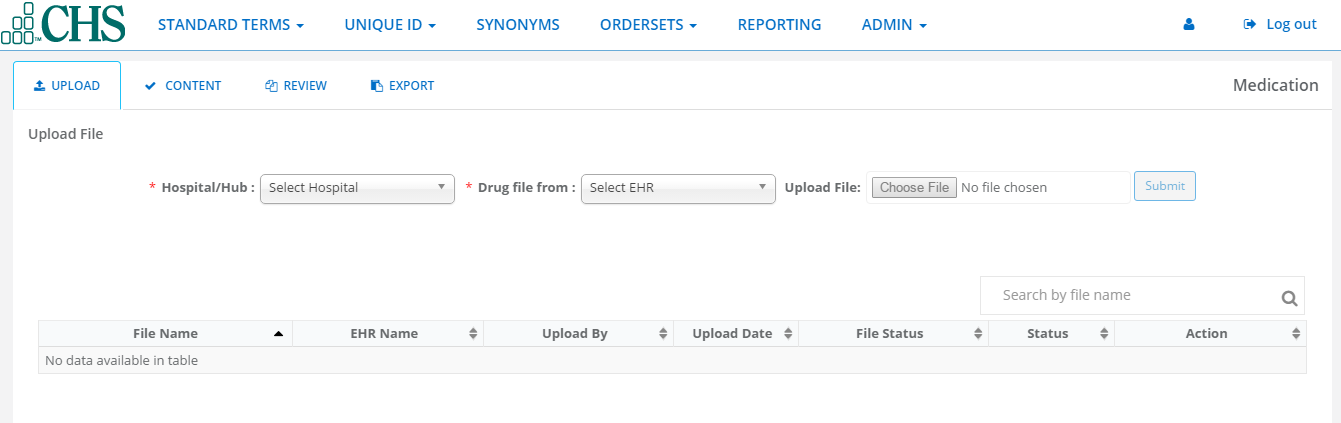 CHS STANDARD TERMS UNIQUE ID SYNONYMS ORDERSETS REPORTING ADMIN Log out
UPLOAD CONTENT REVIEW EXPORT Medication
Upload File
* Hospital/Hub : Select Hospital * Drug file from : Select EHR Upload File: Choose File No file chosen Submit
Search by file name
File Name EHR Name Upload By Upload Date File Status Status Action
No data available in table